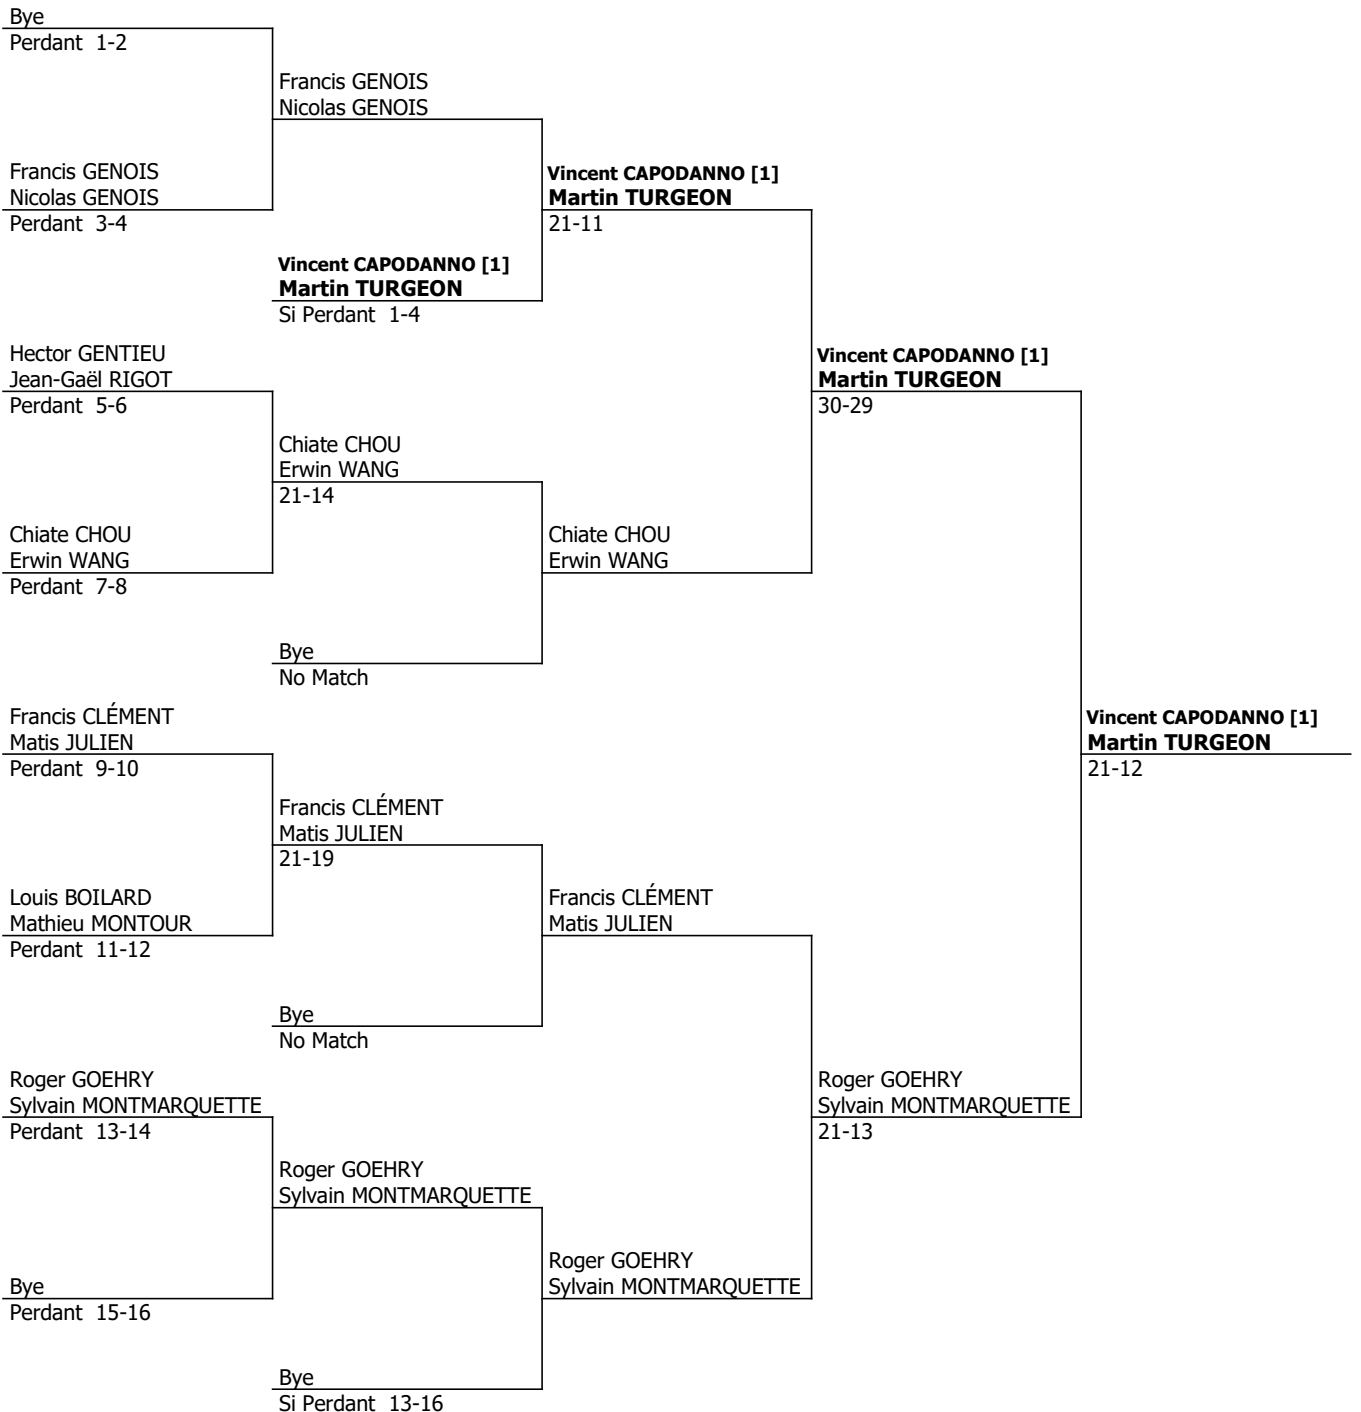 Bye
Perdant 1-2
Francis GENOIS
Nicolas GENOIS
Francis GENOIS
Nicolas GENOIS
Perdant 3-4
Vincent CAPODANNO [1]
Martin TURGEON
21-11
Vincent CAPODANNO [1]
Martin TURGEON
Si Perdant 1-4
Hector GENTIEU
Jean-Gaël RIGOT
Perdant 5-6
Vincent CAPODANNO [1]
Martin TURGEON
30-29
Chiate CHOU
Erwin WANG
21-14
Chiate CHOU
Erwin WANG
Perdant 7-8
Chiate CHOU
Erwin WANG
Bye
No Match
Francis CLÉMENT
Matis JULIEN
Perdant 9-10
Vincent CAPODANNO [1]
Martin TURGEON
21-12
Francis CLÉMENT
Matis JULIEN
21-19
Louis BOILARD
Mathieu MONTOUR
Perdant 11-12
Francis CLÉMENT
Matis JULIEN
Bye
No Match
Roger GOEHRY
Sylvain MONTMARQUETTE
Perdant 13-14
Roger GOEHRY
Sylvain MONTMARQUETTE
21-13
Roger GOEHRY
Sylvain MONTMARQUETTE
Roger GOEHRY
Sylvain MONTMARQUETTE
Bye
Perdant 15-16
Bye
Si Perdant 13-16